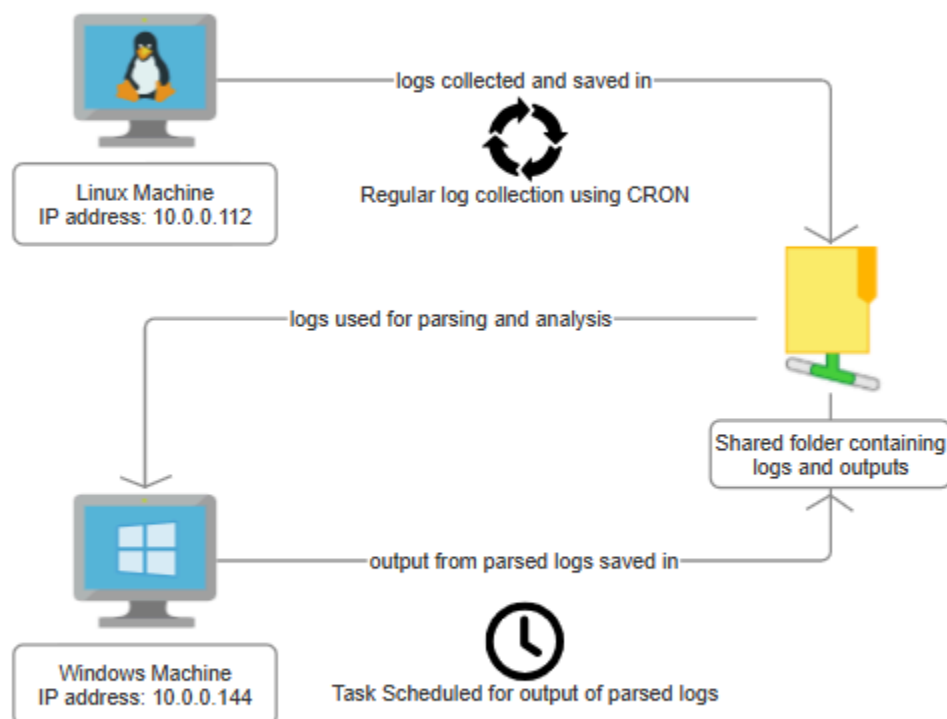 logs collected and saved in
Regular log collection using CRON
Linux Machine
IP address: 10.0.0.112
logs used for parsing and analysis
Shared folder containing
logs and outputs
output from parsed logs saved in
Windows Machine
IP address: 10.0.0.144
Task Scheduled for output of parsed logs